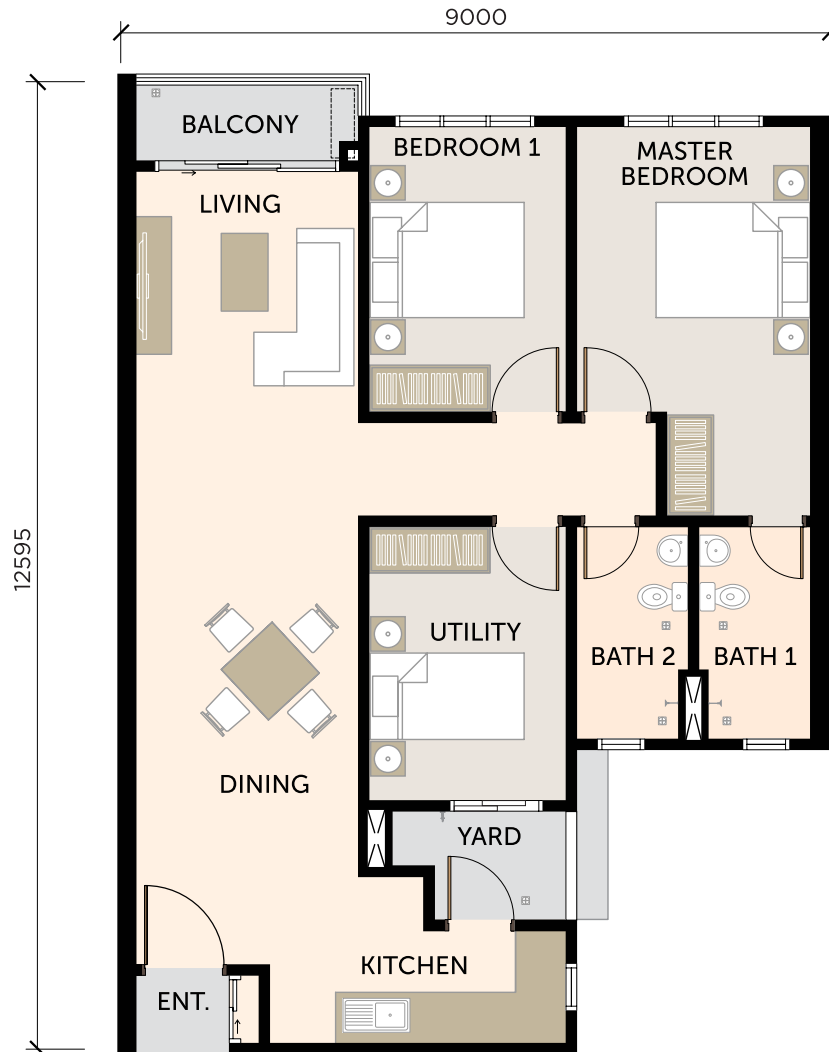 9000
12595
BALCONY
BEDROOM 1
MASTER
BEDROOM
LIVING
UTILITY
BATH 2
BATH 1
DINING
YARD
KITCHEN
ENT.